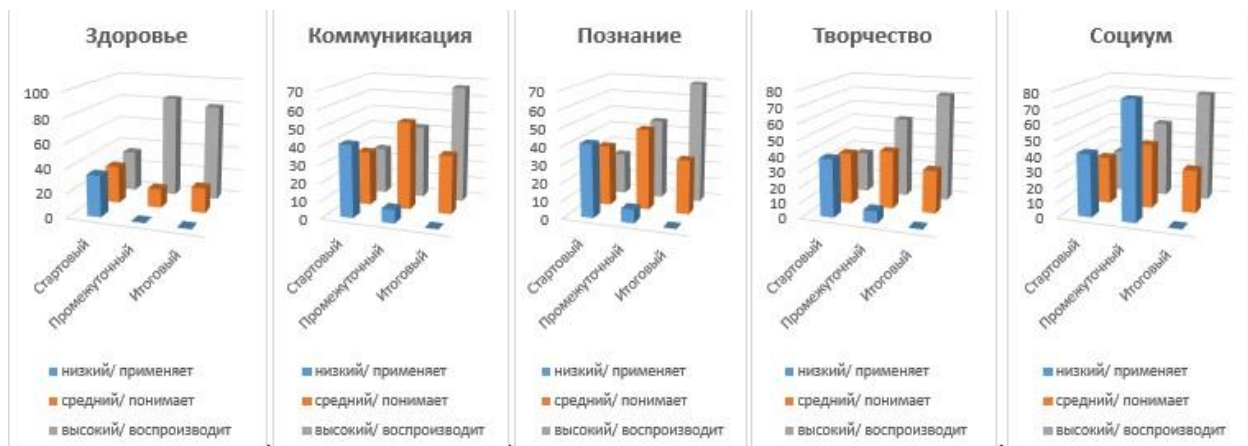 Здоровье
100
80
60
40
20
0
Стартовый
Промежуточный
Итоговый
низкий/ применяет
средний/ понимает
высокий/ воспроизводит
Коммуникация
70
60
50
40
30
20
10
0
Стартовый
Промежуточный
Итоговый
низкий/ применяет
средний/ понимает
высокий/ воспроизводит
Познание
70
60
50
40
30
20
10
0
Стартовый
Промежуточный
Итоговый
низкий/ применяет
средний/ понимает
высокий/ воспроизводит
Творчество
80
70
60
50
40
30
20
10
0
Стартовый
Промежуточный
Итоговый
низкий/ применяет
средний/ понимает
высокий/ воспроизводит
Социум
80
70
60
50
40
30
20
10
0
Стартовый
Промежуточный
Итоговый
низкий/ применяет
средний/ понимает
высокий/ воспроизводит